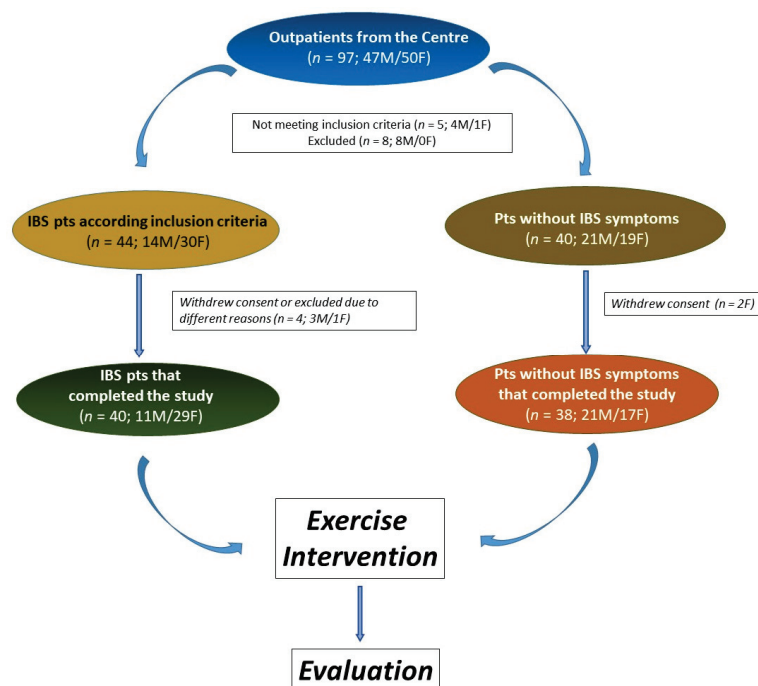 Outpatients from the Centre
(n = 97; 47M/50F)
Not meeting inclusion criteria (n = 5; 4M/1F)
Excluded (n = 8; 8M/0F)
IBS pts according inclusion criteria
(n = 44; 14M/30F)
Pts without IBS symptoms
(n = 40; 21M/19F)
Withdrew consent or excluded due to
different reasons (n = 4; 3M/1F)
Withdrew consent (n = 2F)
IBS pts that
completed the study
(n = 40; 11M/29F)
Pts without IBS symptoms
that completed the study
(n = 38; 21M/17F)
Exercise
Intervention
Evaluation